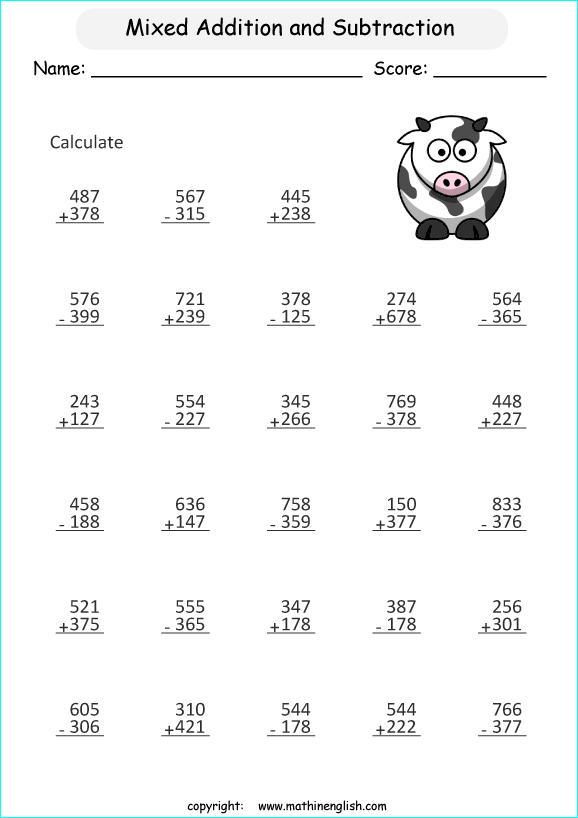 Mixed Addition and Subtraction
Name: ____________________ Score: __________
Calculate
487 567 445
+378 - 315 +238
576 721 378 274 564
- 399 +239 - 125 +678 - 365
243 554 345 769 448
+127 - 227 +266 - 378 +227
458 636 758 150 833
- 188 +147 - 359 +377 - 376
521 555 347 387 256
+375 - 365 +178 - 178 +301
605 310 544 544 766
- 306 +421 - 178 +222 - 377
copyright: www.mathinenglish.com